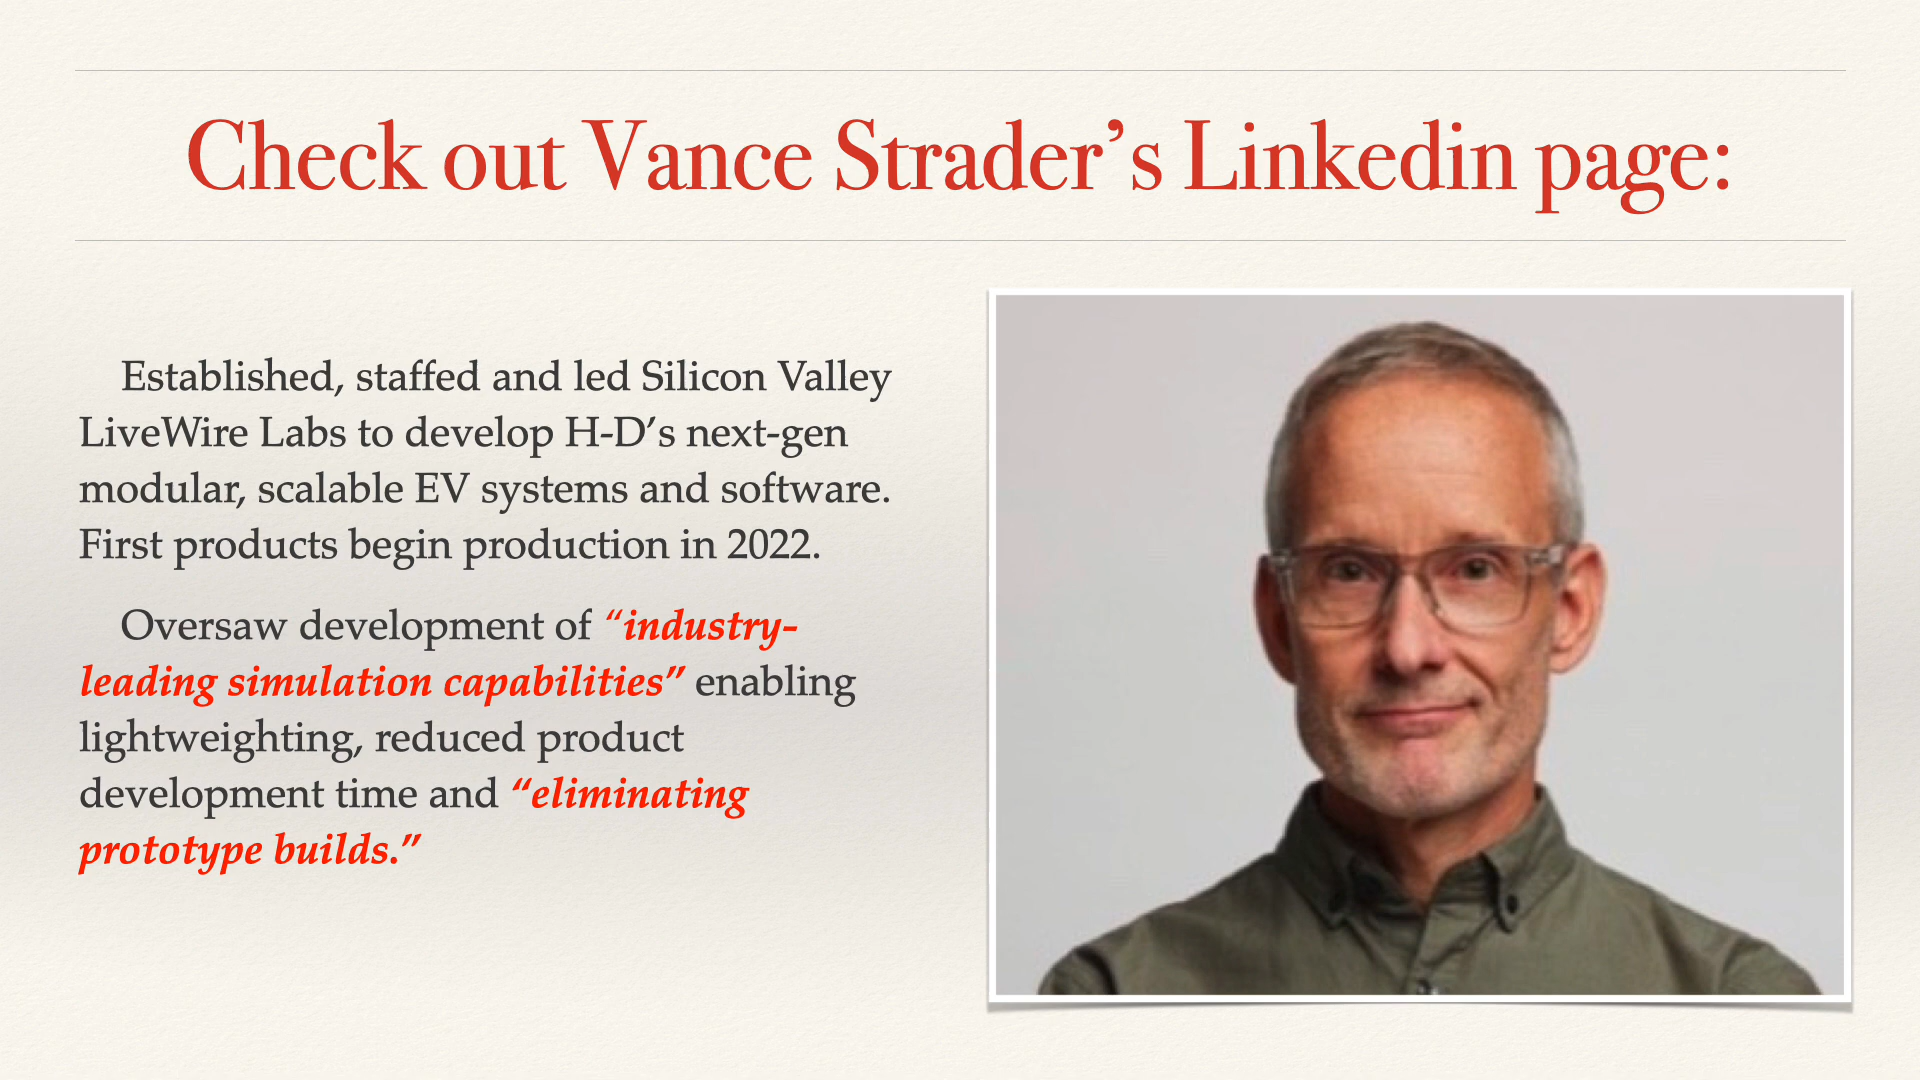 Check out Vance Strader’s Linkedin page:
Established, staffed and led Silicon Valley
LiveWire Labs to develop H-D’s next-gen
modular, scalable EV systems and software.
First products begin production in 2022.
Oversaw development of “industry-
leading simulation capabilities” enabling
lightweighting, reduced product
development time and “eliminating
prototype builds.”